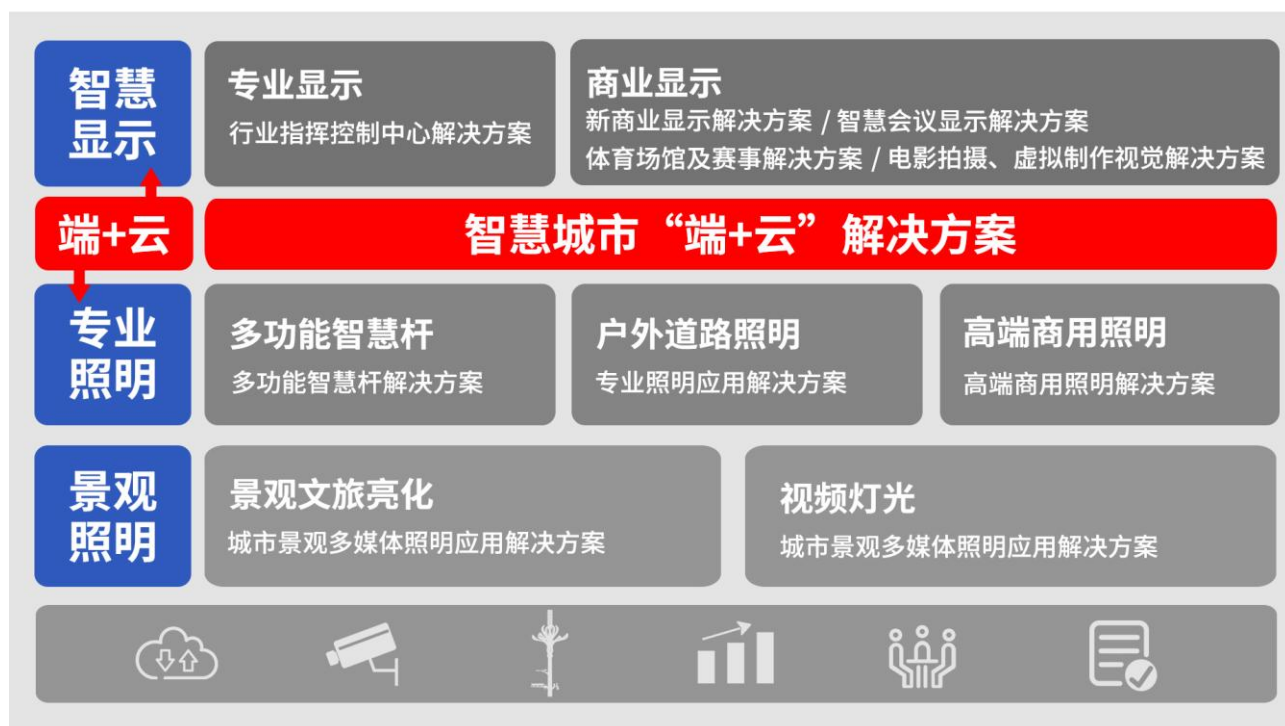 智慧
显示
专业显示
行业指挥控制中心解决方案
商业显示
新商业显示解决方案 / 智慧会议显示解决方案
体育场馆及赛事解决方案 / 电影拍摄、虚拟制作视觉解决方案
端+云
智慧城市“端+云”解决方案
专业
照明
多功能智慧杆
多功能智慧杆解决方案
户外道路照明
专业照明应用解决方案
高端商用照明
高端商用照明解决方案
景观
照明
景观文旅亮化
城市景观多媒体照明应用解决方案
视频灯光
城市景观多媒体照明应用解决方案